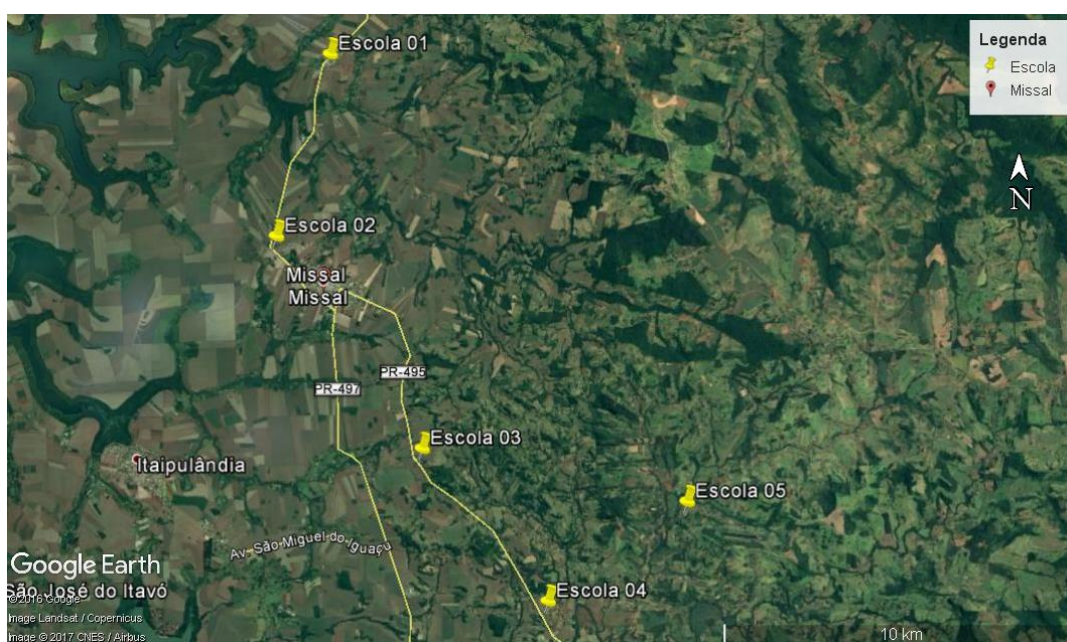 Escola 01
Legenda
Escola
Missal
N
Escola 02
Missal
Missal
PR-495
PR-497
Escola 03
Itaipulândia
Escola 05
Av. São Miguel do Iguaçu
Google Earth
Escola 04
São José do Itavó
© 2016 Google
Image Landsat / Copernicus
Image © 2017 CNES / Airbus
10 km